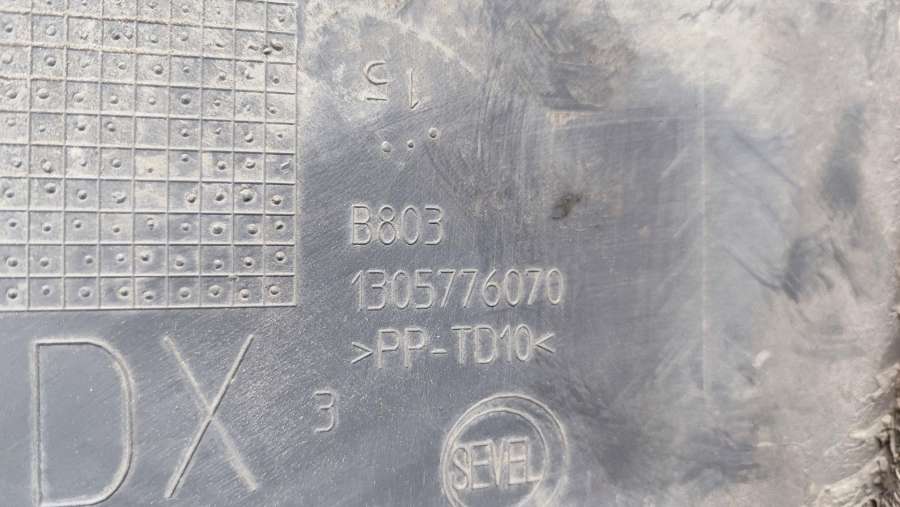 15
B803
1305776070
>PP-TD10<
DX
3
SEVEL